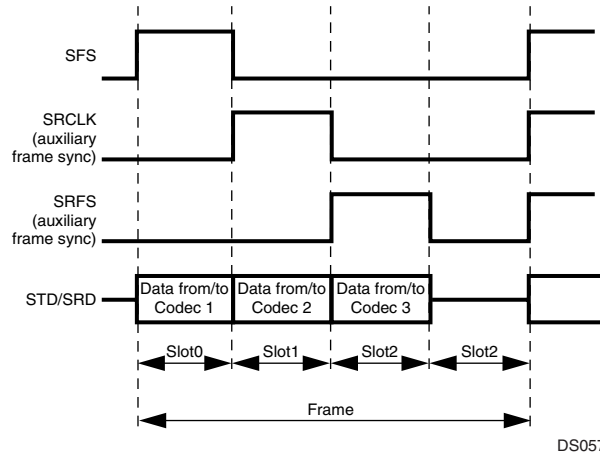 SFS
SRCLK
(auxiliary
frame sync)
SRFS
(auxiliary
frame sync)
STD/SRD
Data from/to
Codec 1
Data from/to
Codec 2
Data from/to
Codec 3
Slot0
Slot1
Slot2
Slot2
Frame
DS057